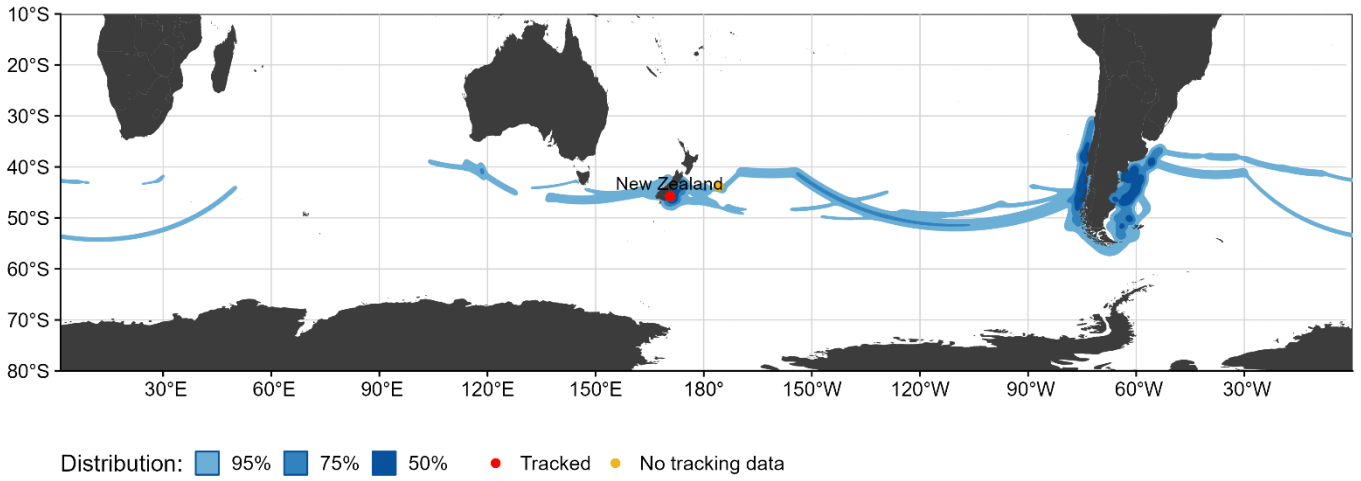 10°S
20°S
30°S
40°S
50°S
60°S
70°S
80°S
New Zealand
30°E 60°E 90°E 120°E 150°E 180° 150°W 120°W 90°W 60°W 30°W
Distribution: 95% 75% 50% Tracked No tracking data